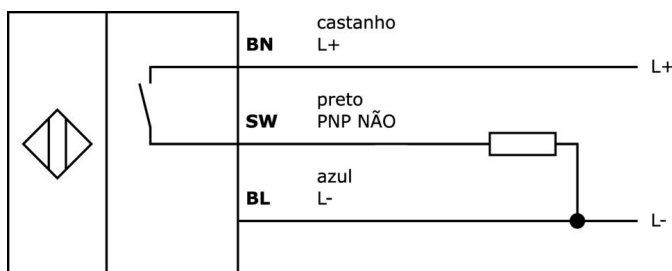 castanho
BN L+
L+
preto
SW PNP NÃO
azul
BL L-
L-